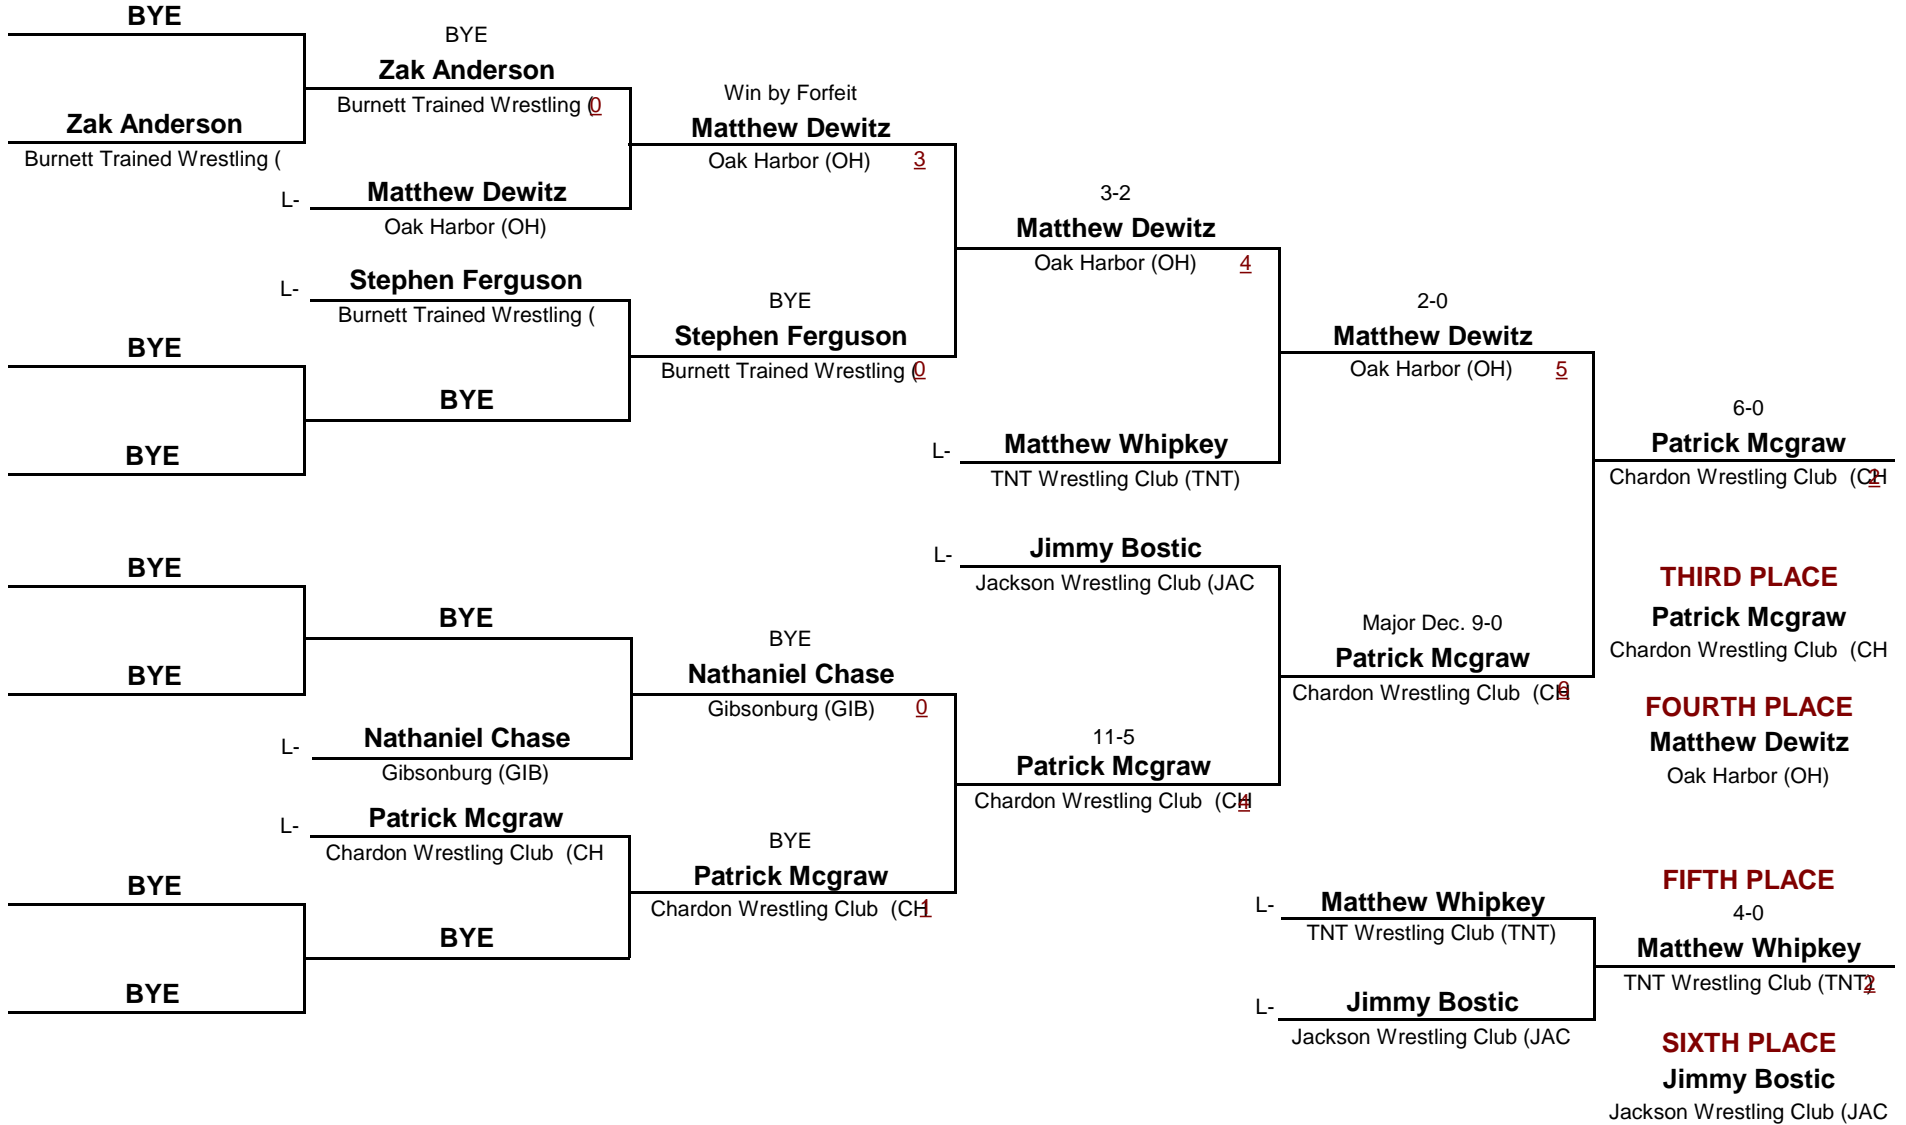 BYE
Zak Anderson
Burnett Trained Wrestling (
BYE
BYE
BYE
BYE
BYE
BYE
BYE
Zak Anderson
Burnett Trained Wrestling (0
L- Matthew Dewitz
Oak Harbor (OH)
L- Stephen Ferguson
Burnett Trained Wrestling (
BYE
BYE
L- Nathaniel Chase
Gibsonburg (GIB)
L- Patrick Mcgraw
Chardon Wrestling Club (CH
BYE
Win by Forfeit
Matthew Dewitz
Oak Harbor (OH) 3
BYE
Stephen Ferguson
Burnett Trained Wrestling (0
BYE
Nathaniel Chase
Gibsonburg (GIB) 0
BYE
Patrick Mcgraw
Chardon Wrestling Club (CH 1
3-2
Matthew Dewitz
Oak Harbor (OH) 4
L- Matthew Whipkey
TNT Wrestling Club (TNT)
L- Jimmy Bostic
Jackson Wrestling Club (JAC
11-5
Patrick Mcgraw
Chardon Wrestling Club (CH 4
2-0
Matthew Dewitz
Oak Harbor (OH) 5
Major Dec. 9-0
Patrick Mcgraw
Chardon Wrestling Club (CH
L- Matthew Whipkey
TNT Wrestling Club (TNT)
L- Jimmy Bostic
Jackson Wrestling Club (JAC
6-0
Patrick Mcgraw
Chardon Wrestling Club (CH 2
THIRD PLACE
Patrick Mcgraw
Chardon Wrestling Club (CH
FOURTH PLACE
Matthew Dewitz
Oak Harbor (OH)
FIFTH PLACE
4-0
Matthew Whipkey
TNT Wrestling Club (TNT) 2
SIXTH PLACE
Jimmy Bostic
Jackson Wrestling Club (JAC